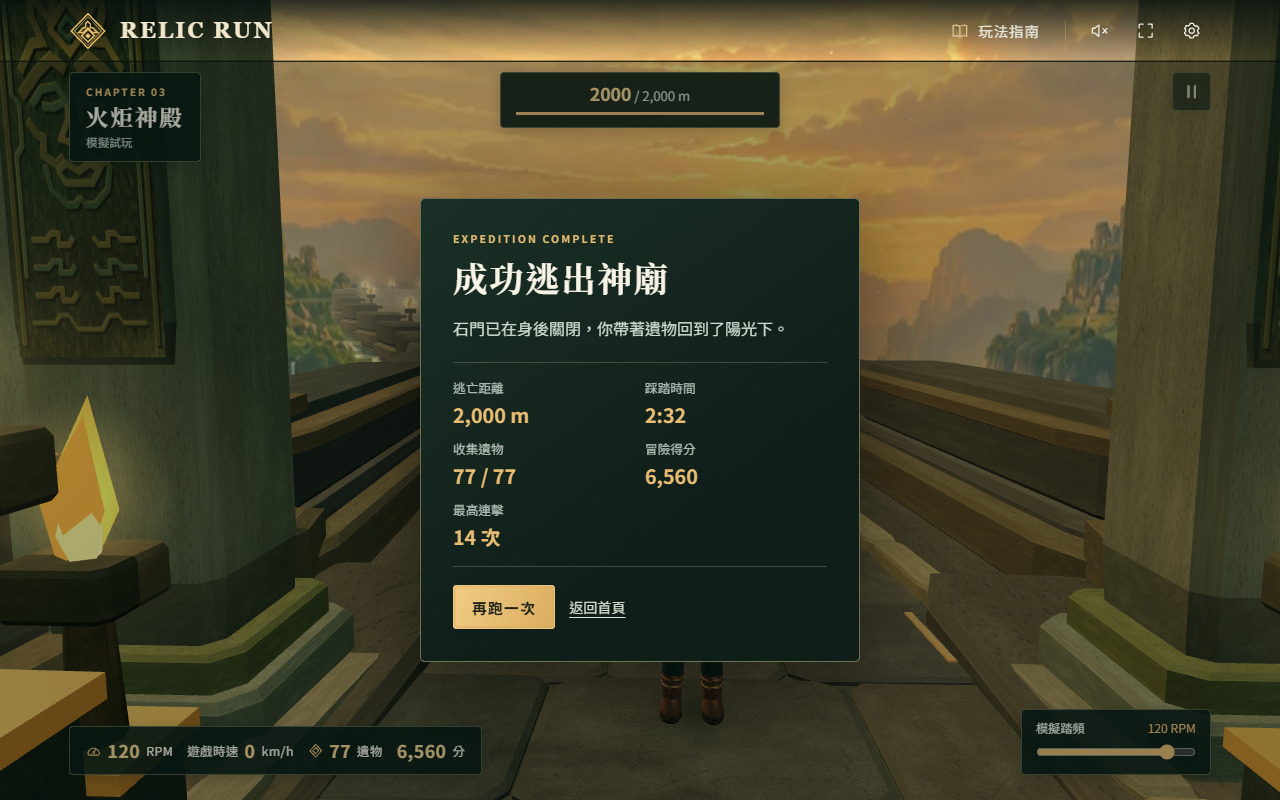 RELIC RUN
玩法指南
CHAPTER 03
火炬神殿
模擬試玩
2000 / 2,000 m
EXPEDITION COMPLETE
成功逃出神廟
石門已在身後關閉，你帶著遺物回到了陽光下。
逃亡距離
2,000 m
踩踏時間
2:32
收集遺物
77 / 77
冒險得分
6,560
最高連擊
14 次
再跑一次
返回首頁
120 RPM 遊戲時速 0 km/h 77 遺物 6,560 分
模擬踏頻 120 RPM